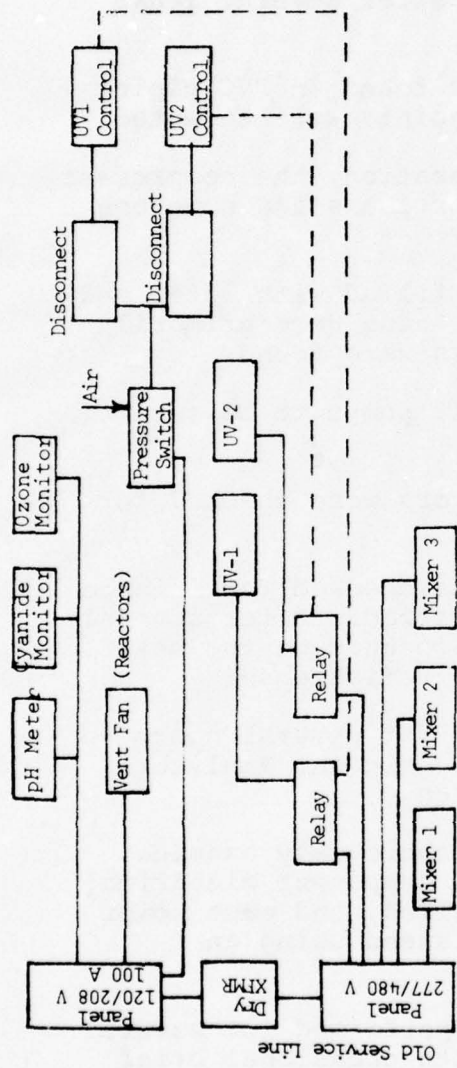 Old Service Line
Panel
120/208 V
100 A
Dry
XFMR
Panel
277/480 V
pH Meter
Cyanide
Monitor
Ozone
Monitor
Vent Fan
(Reactors)
Air
Pressure
Switch
Disconnect
Disconnect
UV1
Control
UV2
Control
UV-1
UV-2
Relay
Relay
Mixer 1
Mixer 2
Mixer 3